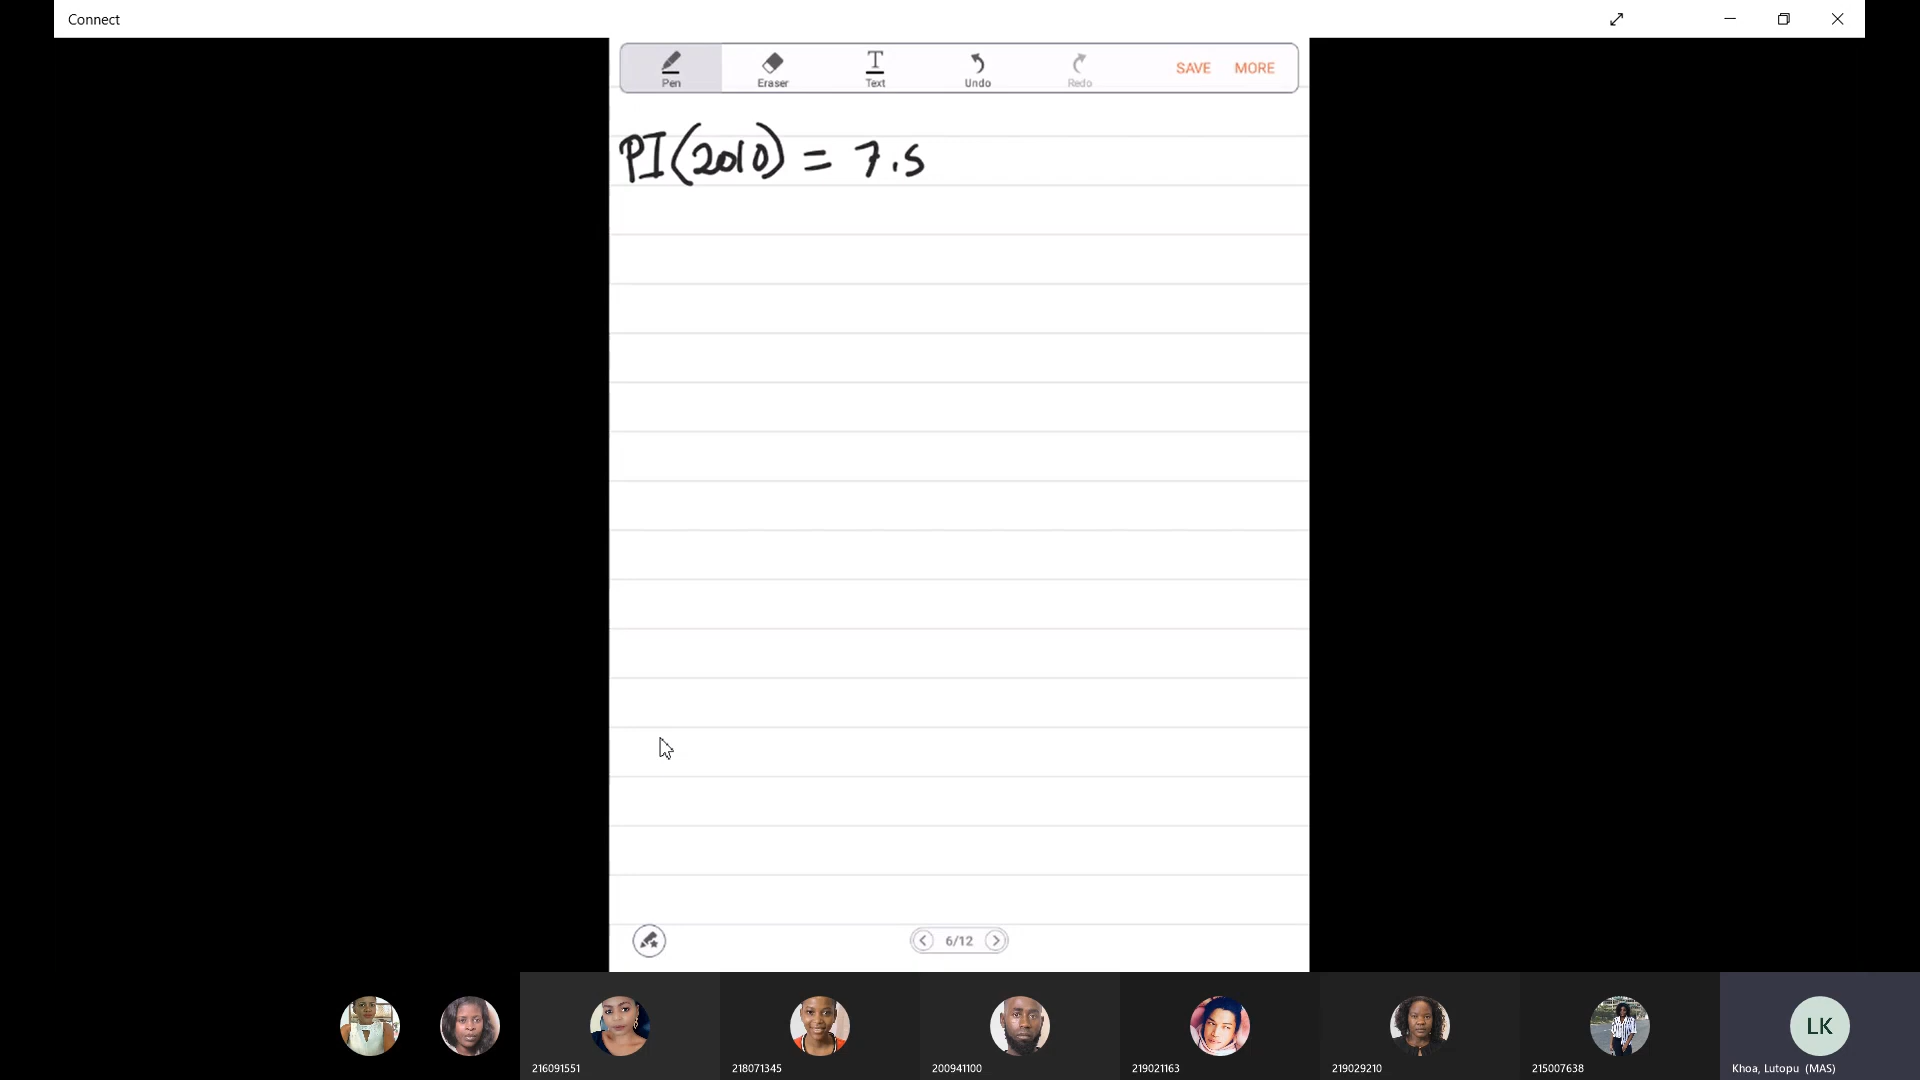 Connect
Pen Eraser Text Undo Redo SAVE MORE
PI(2010) = 7.5
6/12
216091551 218071345 200941100 219021163 219029210 215007638 LK Khoa, Lutopu (MAS)